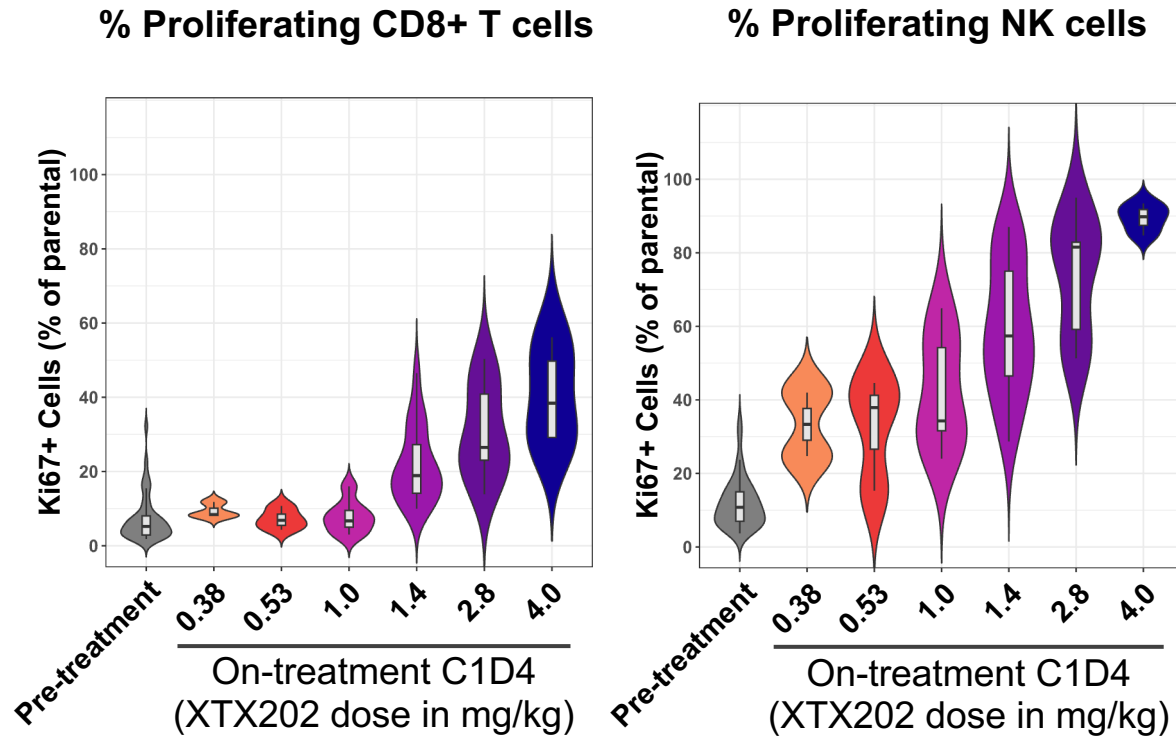 % Proliferating CD8+ T cells
Ki67+ Cells (% of parental)
100
80
60
40
20
0
Pre-treatment
0.38
0.53
1.0
1.4
2.8
4.0
On-treatment C1D4
(XTX202 dose in mg/kg)
% Proliferating NK cells
Ki67+ Cells (% of parental)
100
80
60
40
20
0
Pre-treatment
0.38
0.53
1.0
1.4
2.8
4.0
On-treatment C1D4
(XTX202 dose in mg/kg)